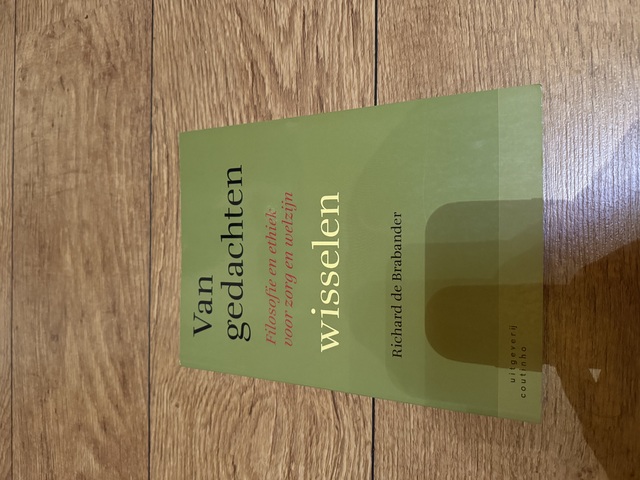 Van
gedachten
Filosofie en ethiek
voor zorg en welzijn
wisselen
Richard de Brabander
uitgeverij
coutinho